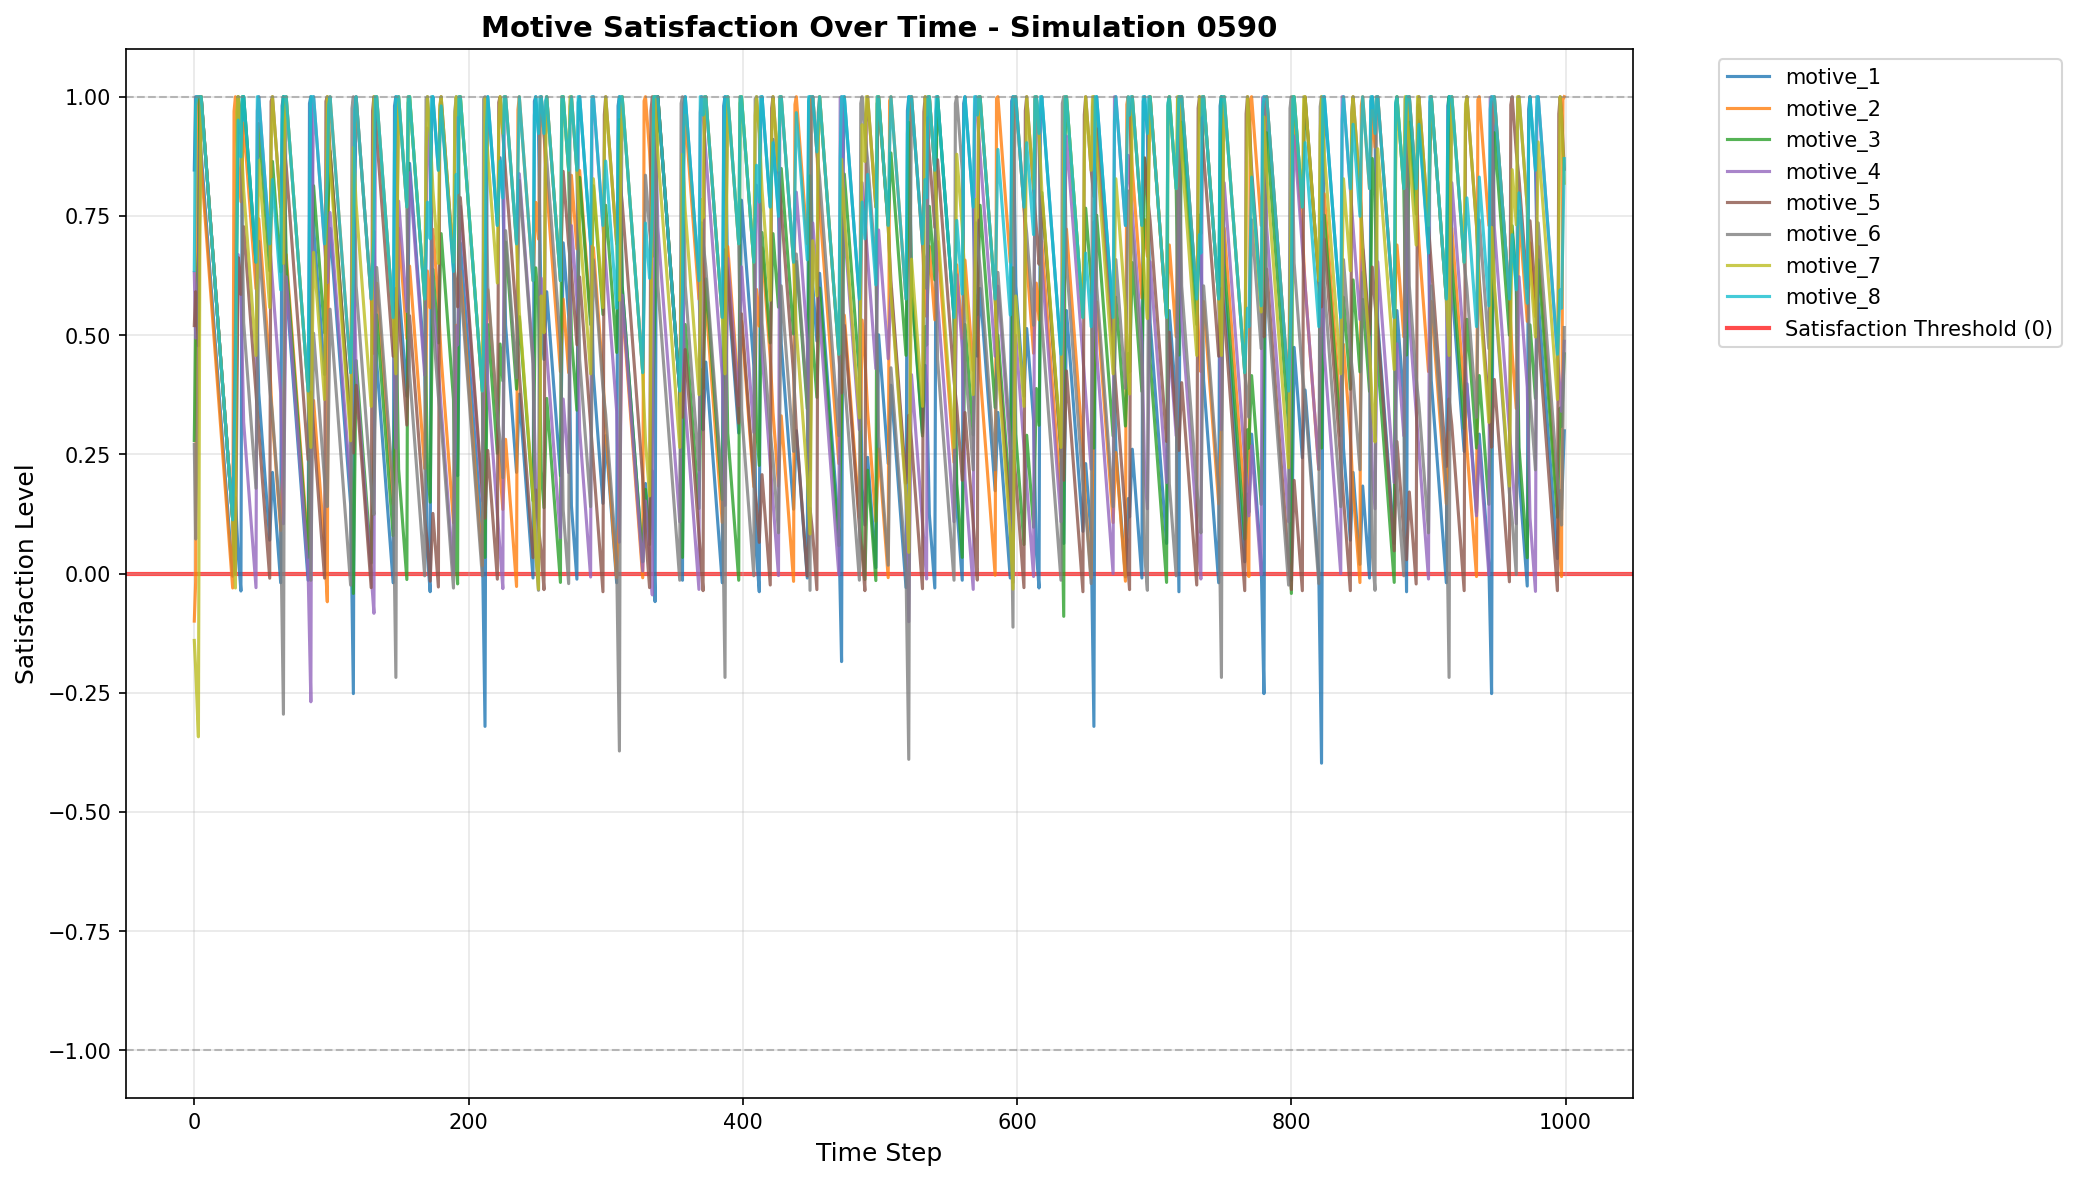 Motive Satisfaction Over Time - Simulation 0590
1.00
0.75
0.50
0.25
0.00
−0.25
−0.50
−0.75
−1.00
Satisfaction Level
0
200
400
600
800
1000
Time Step
motive_1
motive_2
motive_3
motive_4
motive_5
motive_6
motive_7
motive_8
Satisfaction Threshold (0)